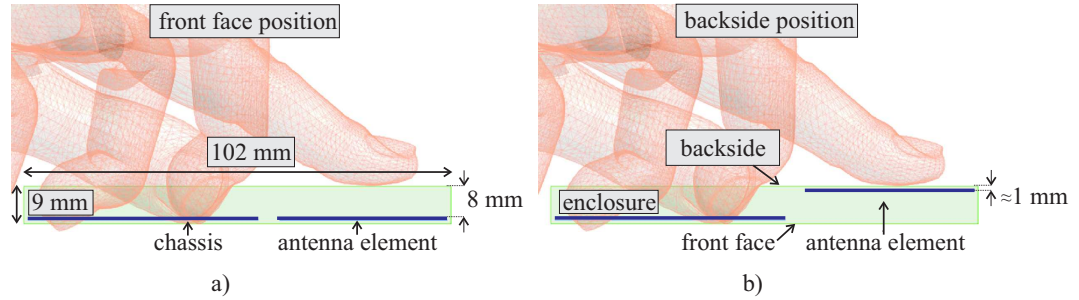 front face position
102 mm
9 mm
8 mm
chassis
antenna element
a)
backside position
backside
enclosure
≈1 mm
front face
antenna element
b)